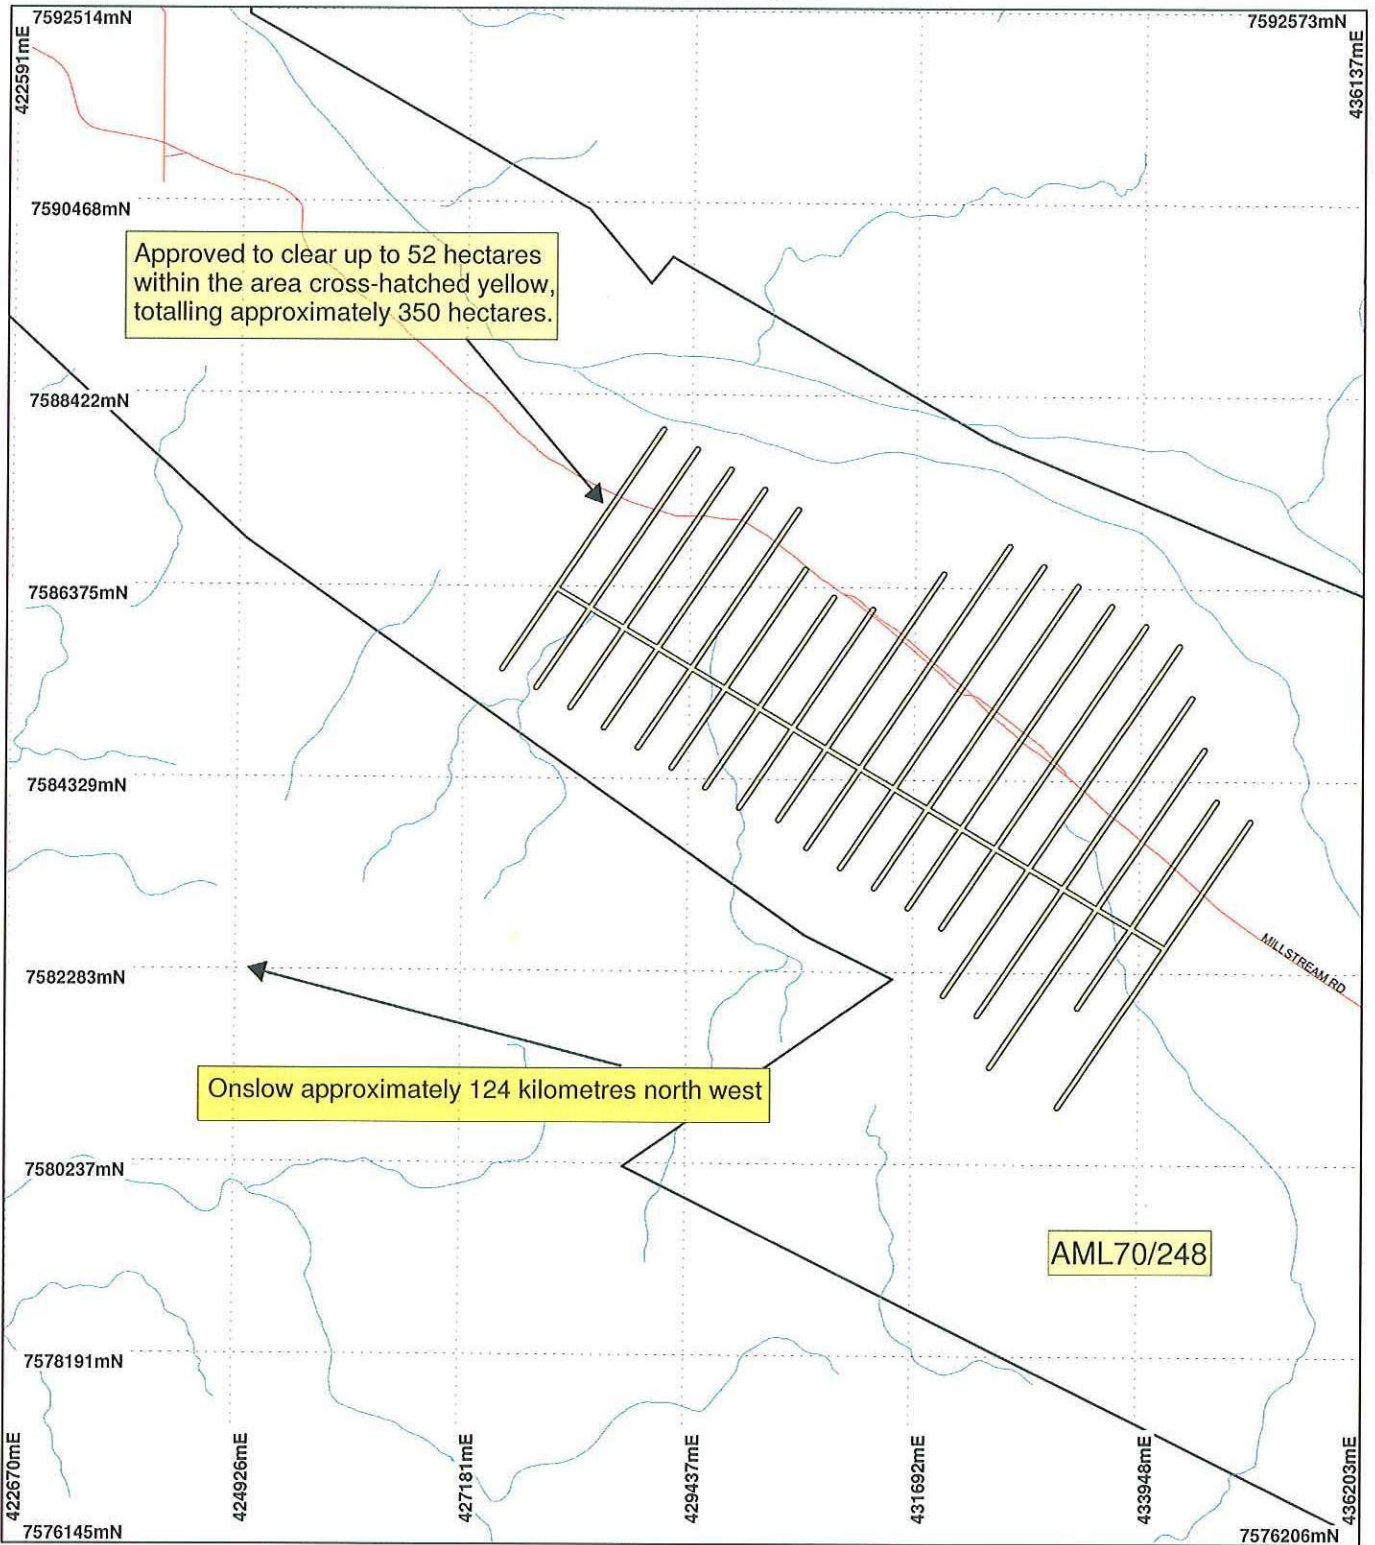 7592514mN
7592573mN
422591mE
436137mE
7590468mN
Approved to clear up to 52 hectares
within the area cross-hatched yellow,
totalling approximately 350 hectares.
7588422mN
7586375mN
7584329mN
MILLSTREAM RD
7582283mN
Onslow approximately 124 kilometres north west
7580237mN
AML70/248
7578191mN
422670mE
424926mE
427181mE
429437mE
431692mE
433948mE
436203mE
7576145mN
7576206mN